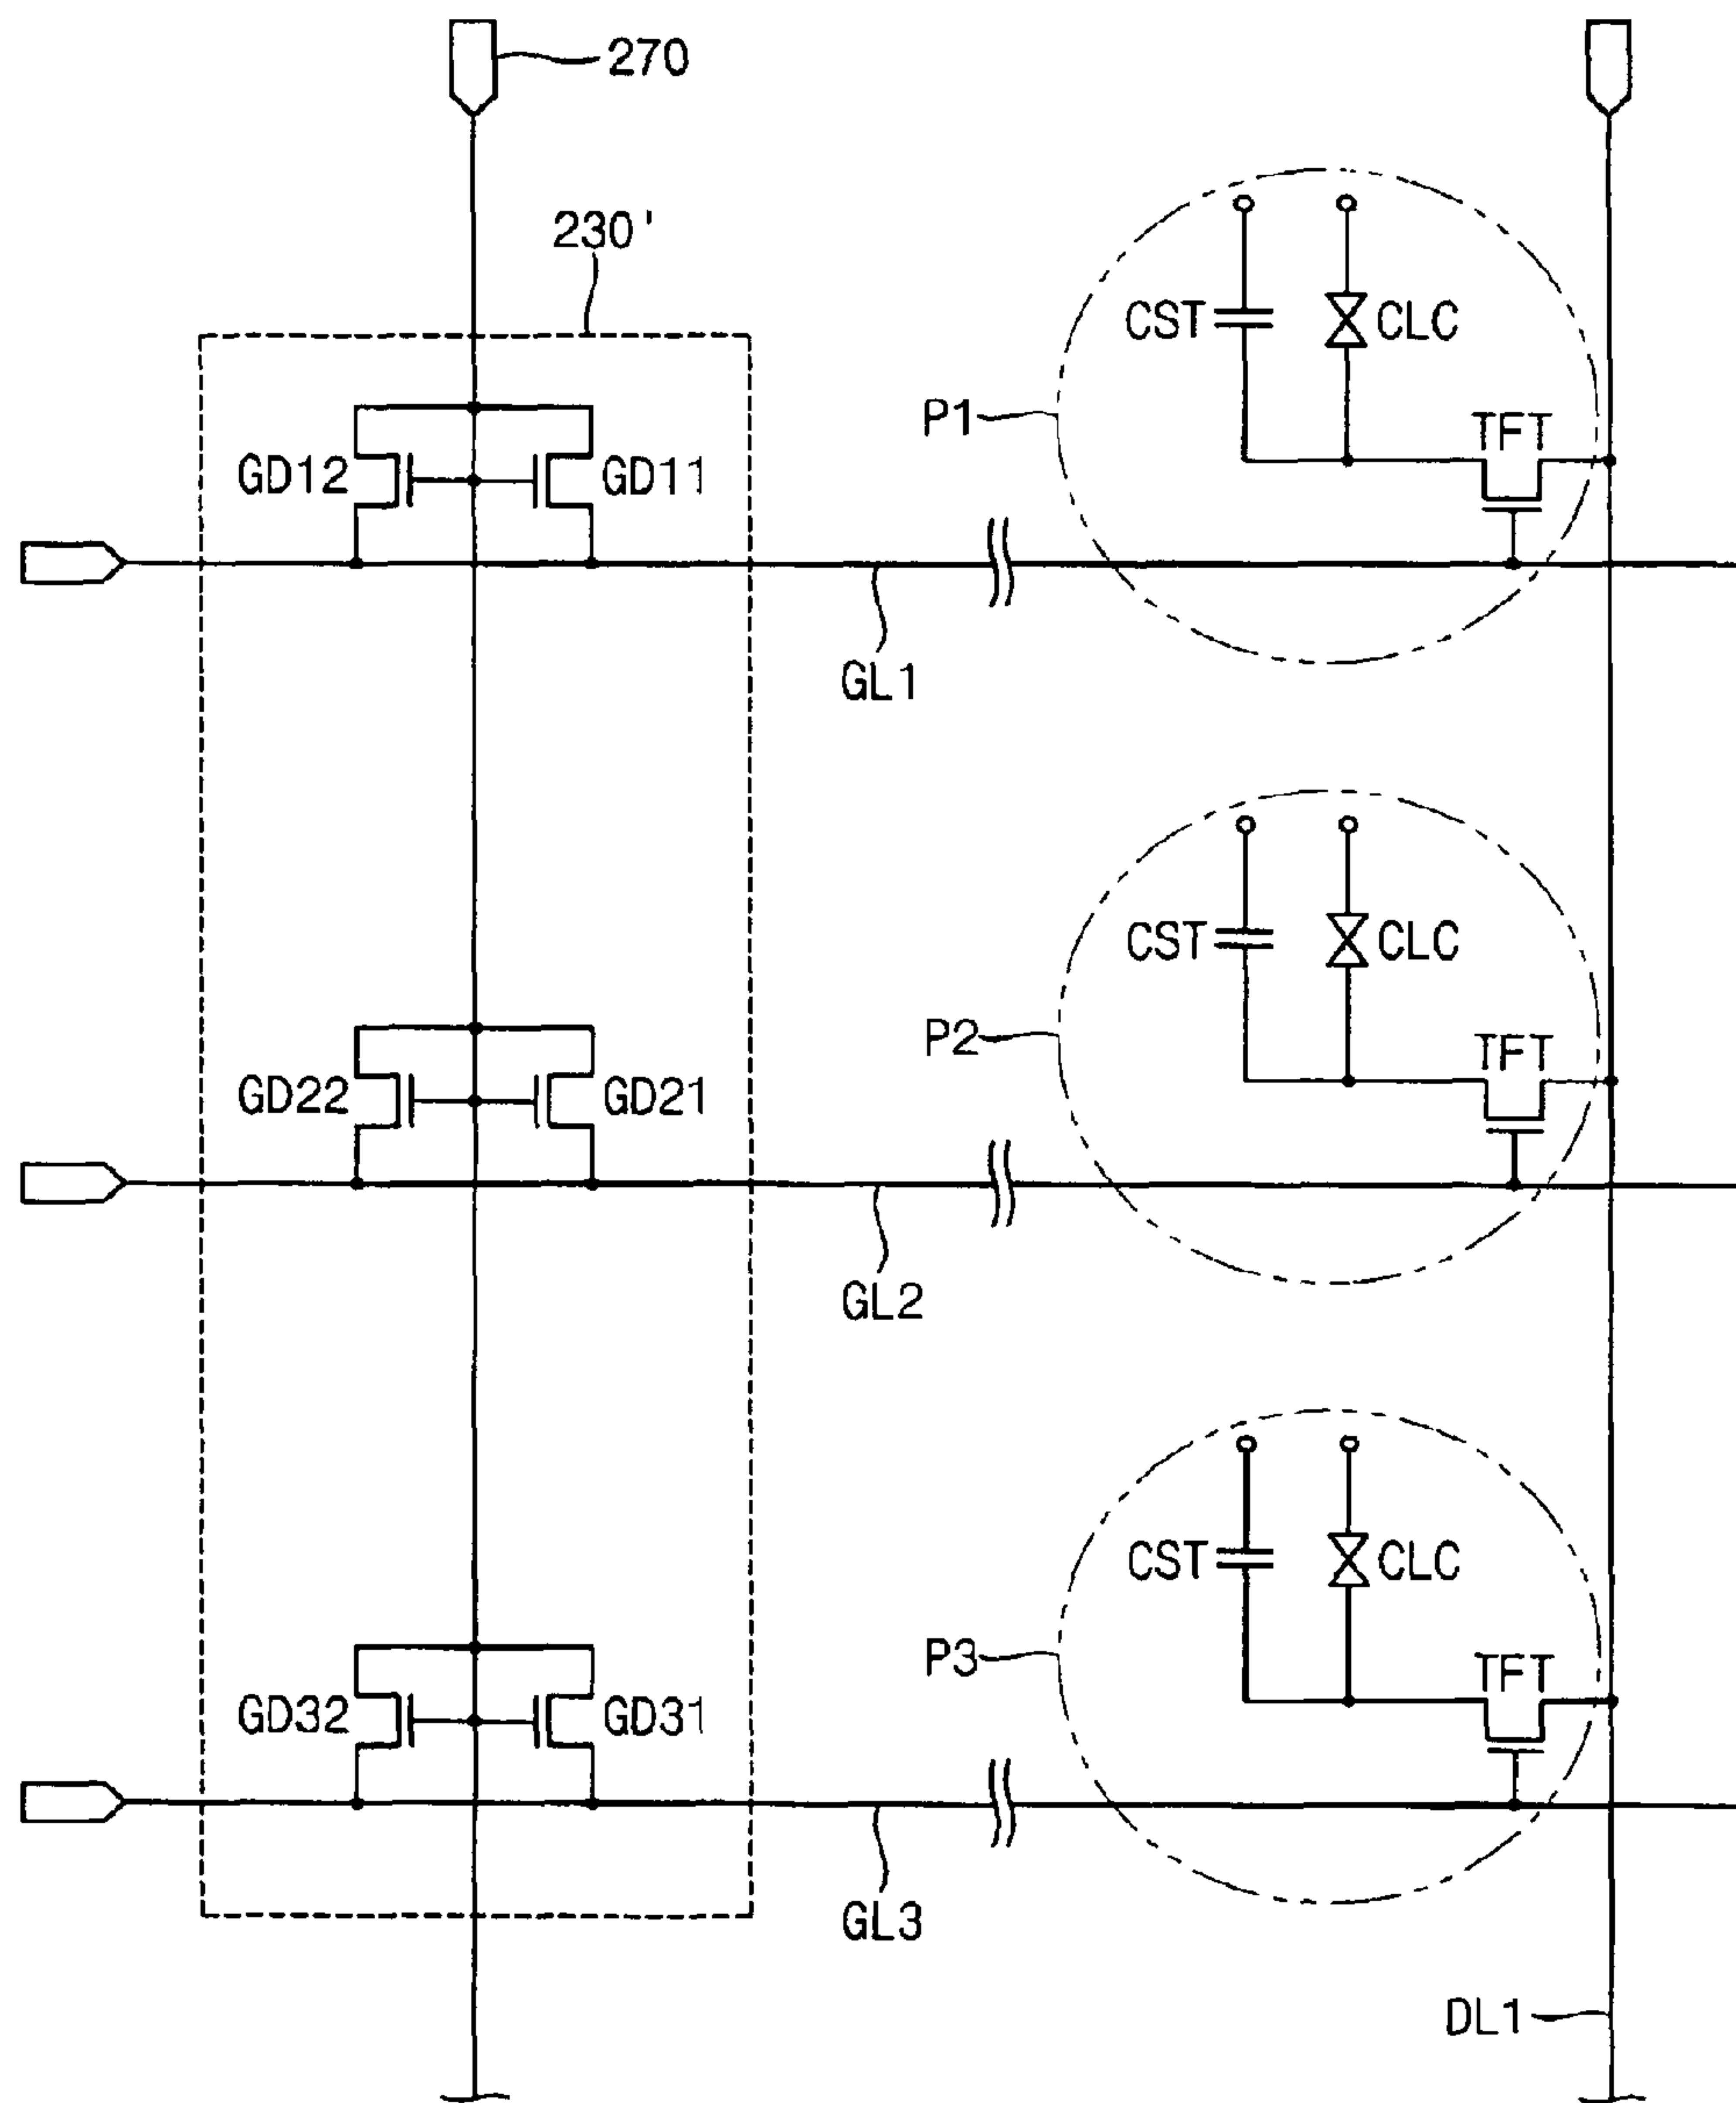 270
230'
CST CLC
P1
TFT
GD12 GD11
GL1
CST CLC
P2
TFT
GD22 GD21
GL2
CST CLC
P3
TFT
GD32 GD31
GL3
DL1